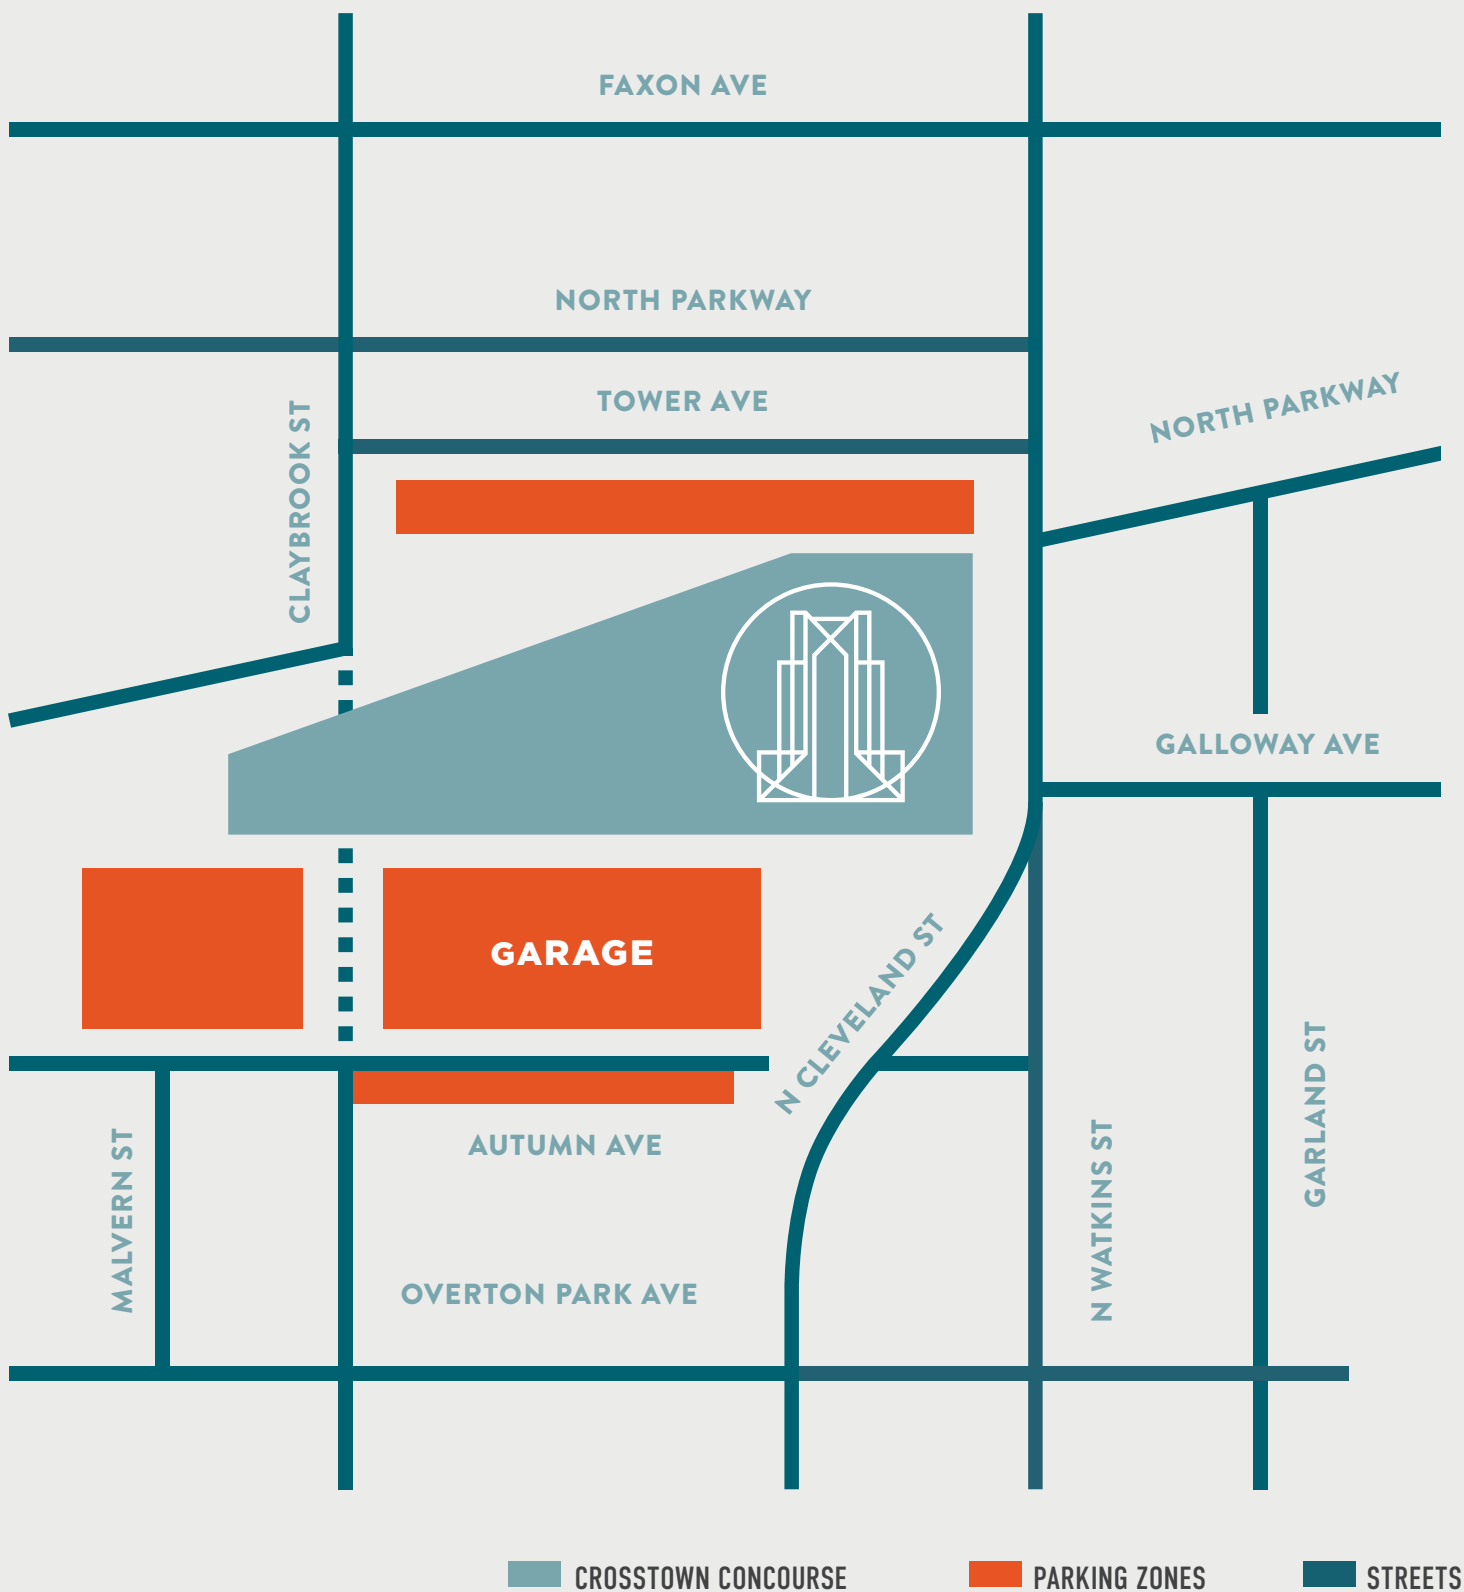 FAXON AVE
NORTH PARKWAY
TOWER AVE
NORTH PARKWAY
CLAYBROOK ST
GALLOWAY AVE
GARAGE
N CLEVELAND ST
AUTUMN AVE
MALVERN ST
N WATKINS ST
GARLAND ST
OVERTON PARK AVE
CROSSTOWN CONCOURSE
PARKING ZONES
STREETS